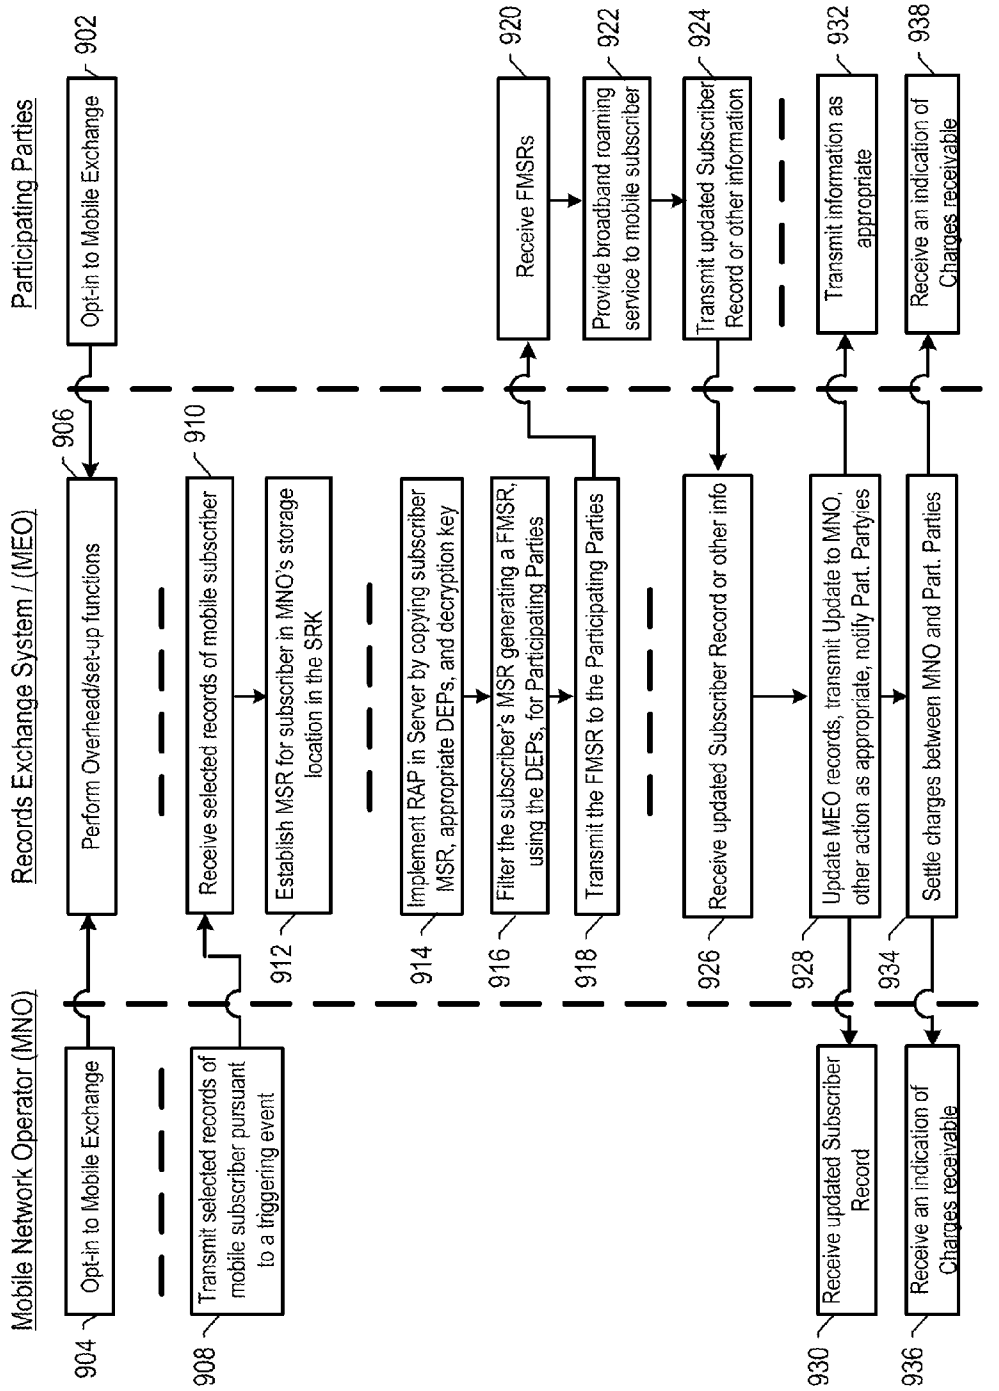 Mobile Network Operator (MNO)
Records Exchange System / (MEO)
Participating Parties
904
Opt-in to Mobile Exchange
906
Perform Overhead/set-up functions
902
Opt-in to Mobile Exchange
908
Transmit selected records of
mobile subscriber pursuant
to a triggering event
910
Receive selected records of mobile subscriber
912
Establish MSR for subscriber in MNO's storage
location in the SRK
914
Implement RAP in Server by copying subscriber
MSR, appropriate DEPs, and decryption key
916
Filter the subscriber's MSR generating a FMSR,
using the DEPs, for Participating Parties
918
Transmit the FMSR to the Participating Parties
920
Receive FMSRs
922
Provide broadband roaming
service to mobile subscriber
924
Transmit updated Subscriber
Record or other information
926
Receive updated Subscriber Record or other info
928
Update MEO records, transmit Update to MNO,
other action as appropriate, notify Part. Partyies
930
Receive updated Subscriber
Record
932
Transmit information as
appropriate
934
Settle charges between MNO and Part. Parties
936
Receive an indication of
Charges receivable
938
Receive an indication of
Charges receivable